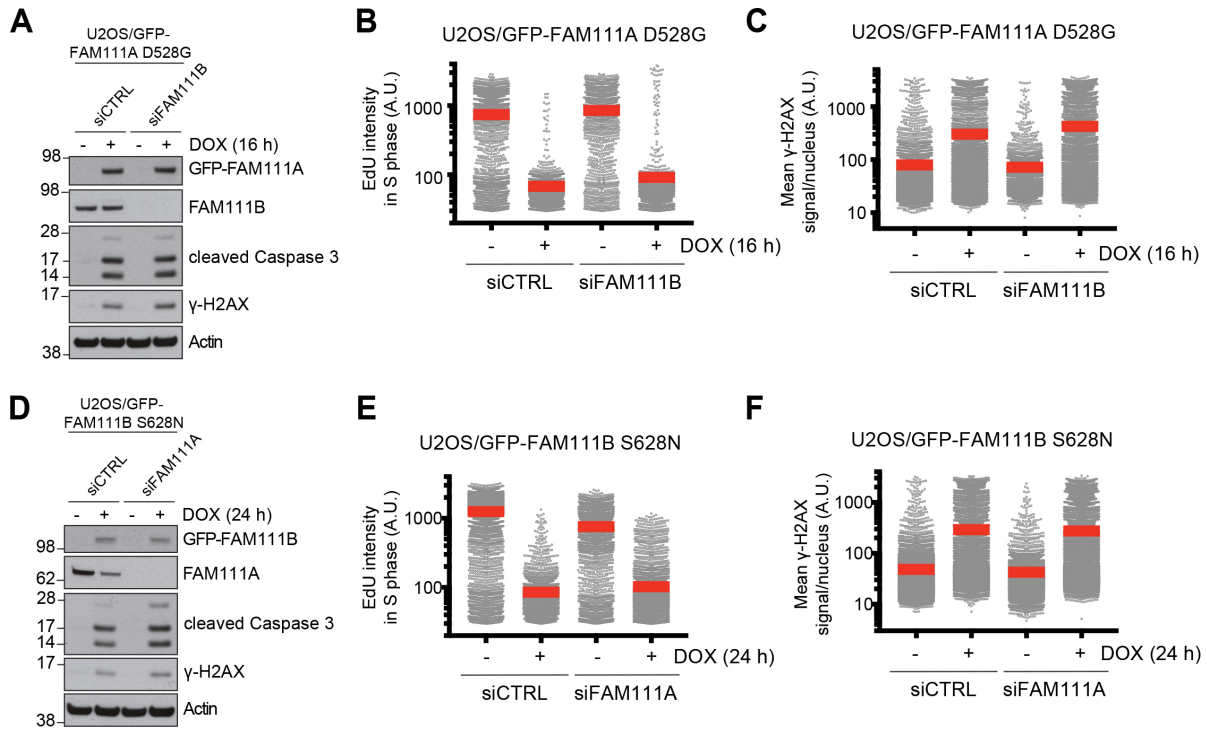 A
U2OS/GFP-
FAM111A D528G
siCTRL
siFAM111B
- + - + DOX (16 h)
98
GFP-FAM111A
98
FAM111B
28
17
14
cleaved Caspase 3
17
γ-H2AX
Actin
38
B
U2OS/GFP-FAM111A D528G
EdU intensity
in S phase (A.U.)
1000
100
- + - + DOX (16 h)
siCTRL siFAM111B
C
U2OS/GFP-FAM111A D528G
Mean γ-H2AX
signal/nucleus (A.U.)
1000
100
10
- + - + DOX (16 h)
siCTRL siFAM111B
D
U2OS/GFP-
FAM111B S628N
siCTRL
siFAM111A
- + - + DOX (24 h)
GFP-FAM111B
98
FAM111A
62
28
17
14
cleaved Caspase 3
17
γ-H2AX
Actin
38
E
U2OS/GFP-FAM111B S628N
EdU intensity
in S phase (A.U.)
1000
100
- + - + DOX (24 h)
siCTRL siFAM111A
F
U2OS/GFP-FAM111B S628N
Mean γ-H2AX
signal/nucleus (A.U.)
1000
100
10
- + - + DOX (24 h)
siCTRL siFAM111A